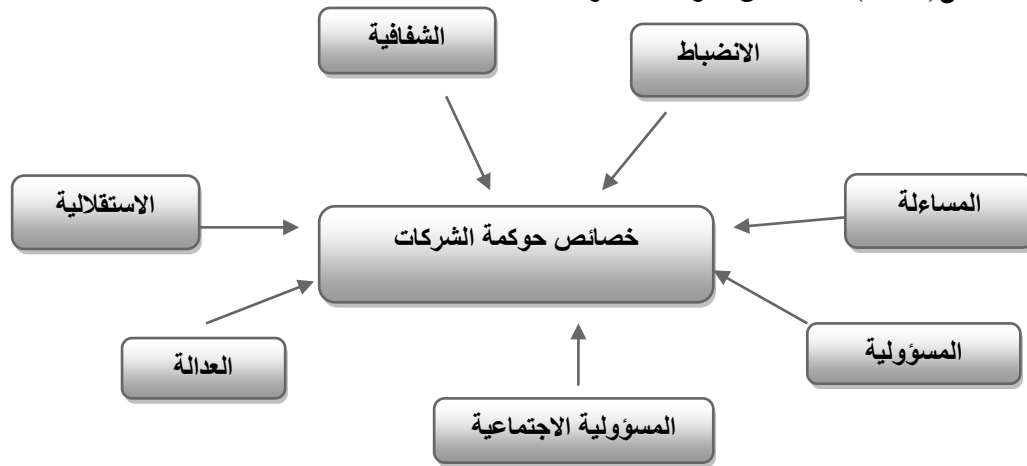 الشفافية
الانضباط
الاستقلالية
المساءلة
خصائص حوكمة الشركات
العدالة
المسؤولية
المسؤولية الاجتماعية